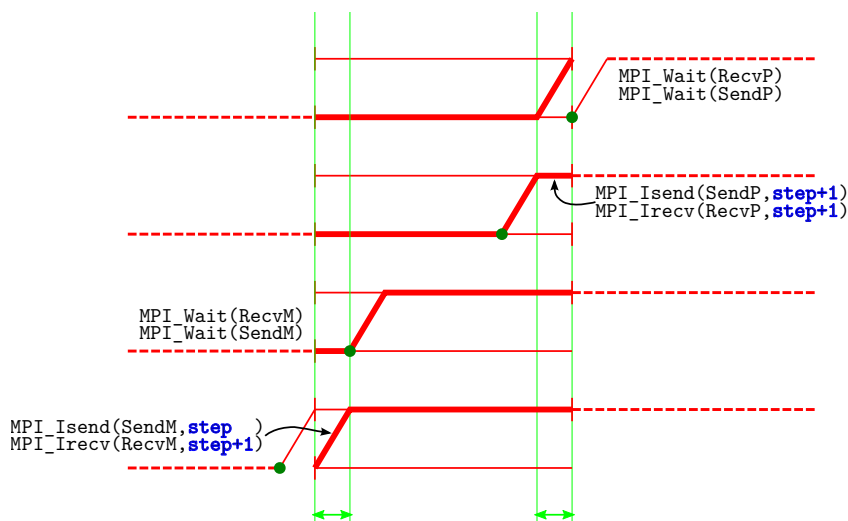 MPI_Wait(RecvP)
MPI_Wait(SendP)
MPI_Isend(SendP,step+1)
MPI_Irecv(RecvP,step+1)
MPI_Wait(RecvM)
MPI_Wait(SendM)
MPI_Isend(SendM,step  )
MPI_Irecv(RecvM,step+1)